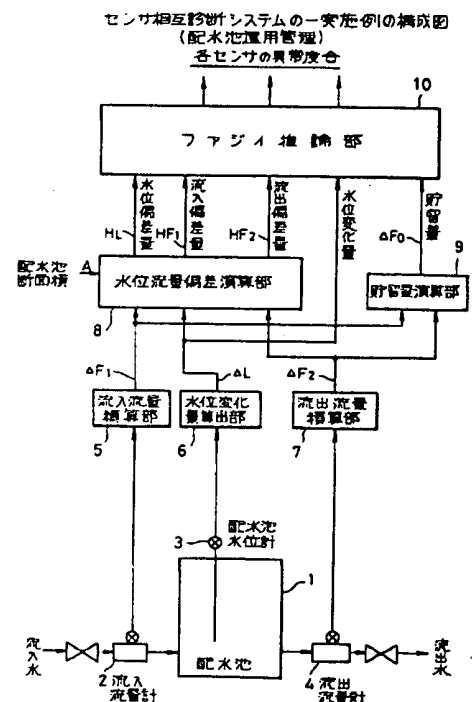 センサ相互診断システムの一実施例の構成図
(配水池運用管理)
各センサの異常度合
10
ファジイ推論部
水位偏差量
流入偏差量
流出偏差量
水位変化量
貯留量
HL
HF1
HF2
ΔF0
9
配水池断面積
A
水位流量偏差演算部
貯留量演算部
8
ΔF1
ΔL
ΔF2
流入流量積算部
水位変化量算出部
流出流量積算部
5
6
7
3
配水池水位計
1
流入水
配水池
流出水
2 流入流量計
4 流出流量計